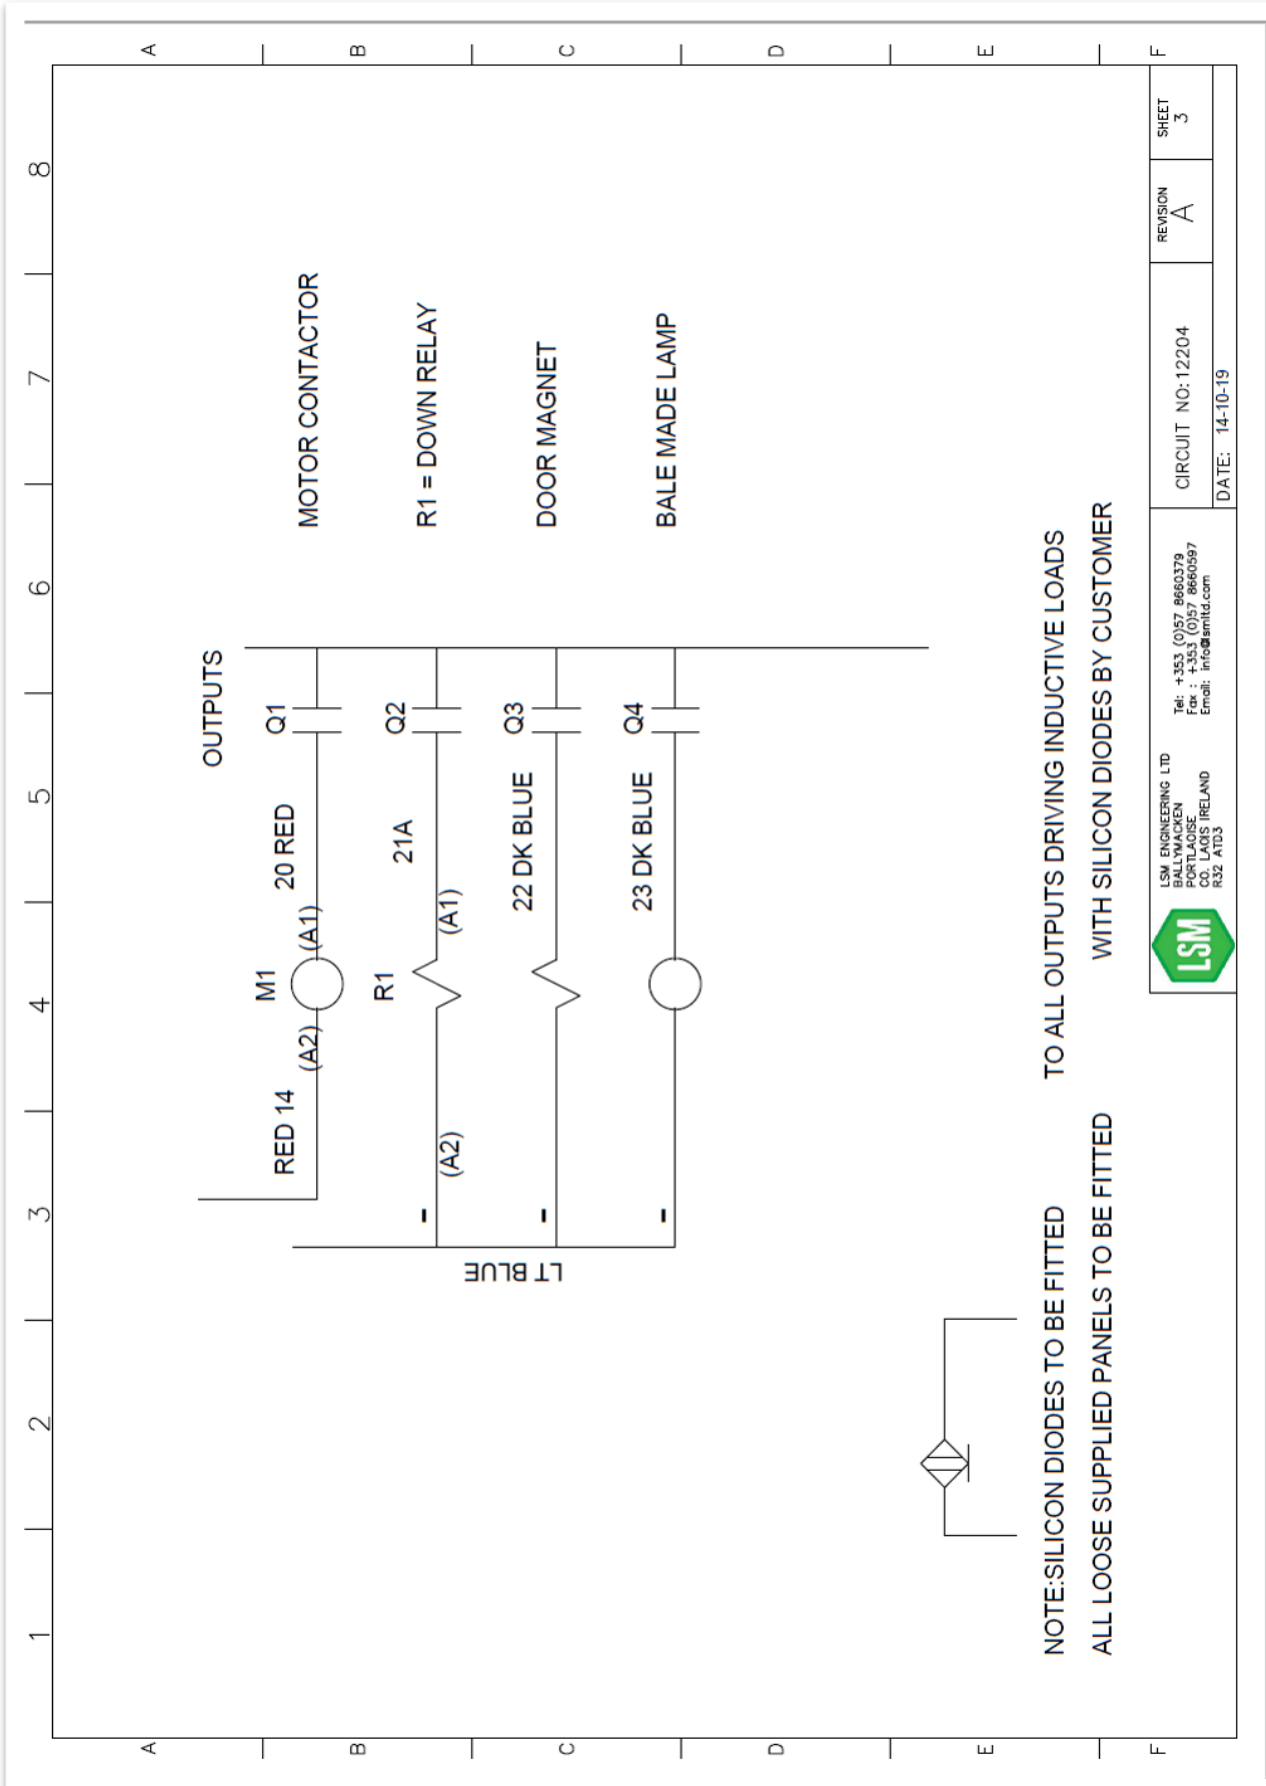 1 2 3 4 5 6 7 8
A A
B B
C C
D D
E E
F F
OUTPUTS
RED 14 (A2) M1 (A1) 20 RED Q1 MOTOR CONTACTOR
- (A2) R1 (A1) 21A Q2 R1 = DOWN RELAY
- 22 DK BLUE Q3 DOOR MAGNET
- 23 DK BLUE Q4 BALE MADE LAMP
LT BLUE
NOTE:SILICON DIODES TO BE FITTED TO ALL OUTPUTS DRIVING INDUCTIVE LOADS
ALL LOOSE SUPPLIED PANELS TO BE FITTED WITH SILICON DIODES BY CUSTOMER
LSM
LSM ENGINEERING LTD
BALLYMACKEN
PORTLAOISE
CO. LAOIS IRELAND
R32 ATD3
Tel: +353 (0)57 8660379
Fax : +353 (0)57 8660597
Email: info@lsmltd.com
CIRCUIT NO:12204
DATE: 14-10-19
REVISION
A
SHEET
3